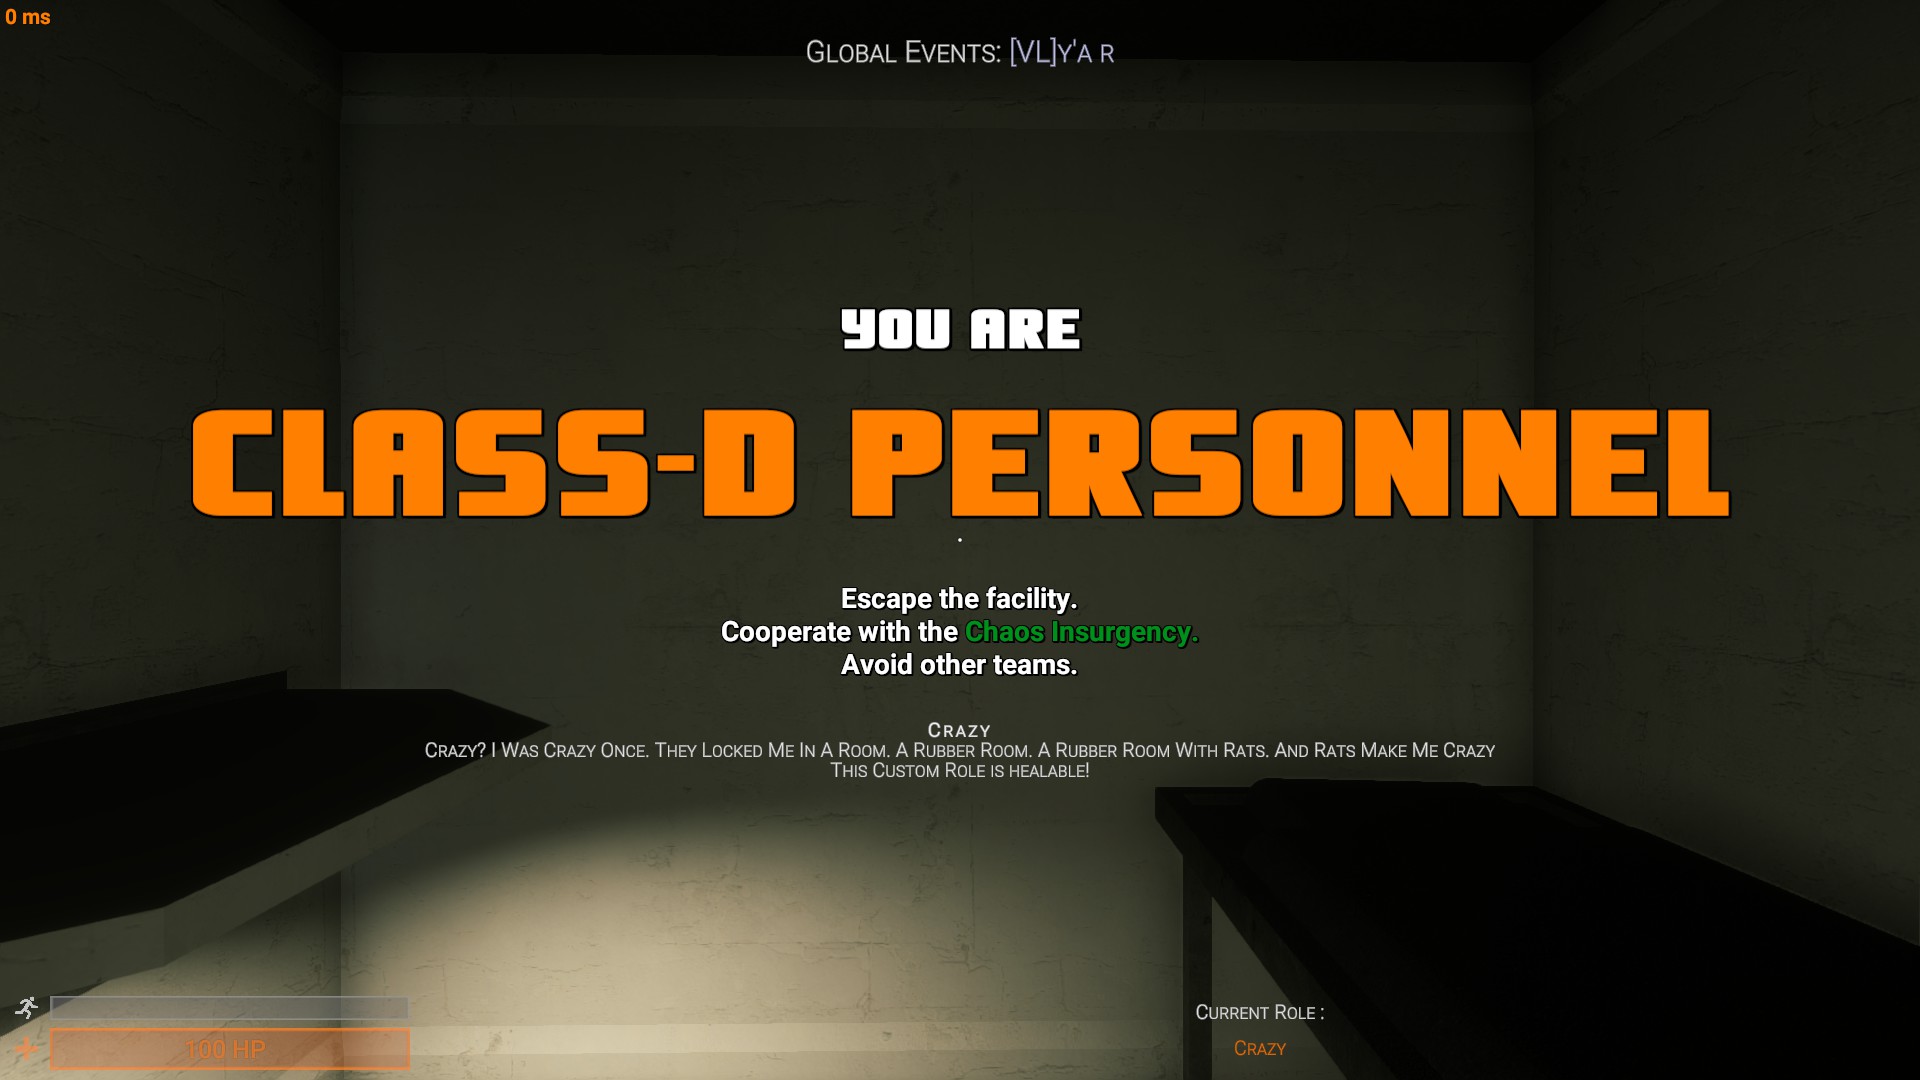 0 ms
Global Events: [VL]Y'A R
YOU ARE
CLASS-D PERSONNEL
Escape the facility.
Cooperate with the Chaos Insurgency.
Avoid other teams.
Crazy
Crazy? I Was Crazy Once. They Locked Me In A Room. A Rubber Room. A Rubber Room With Rats. And Rats Make Me Crazy
This Custom Role is healable!
Current Role :
100 HP
Crazy